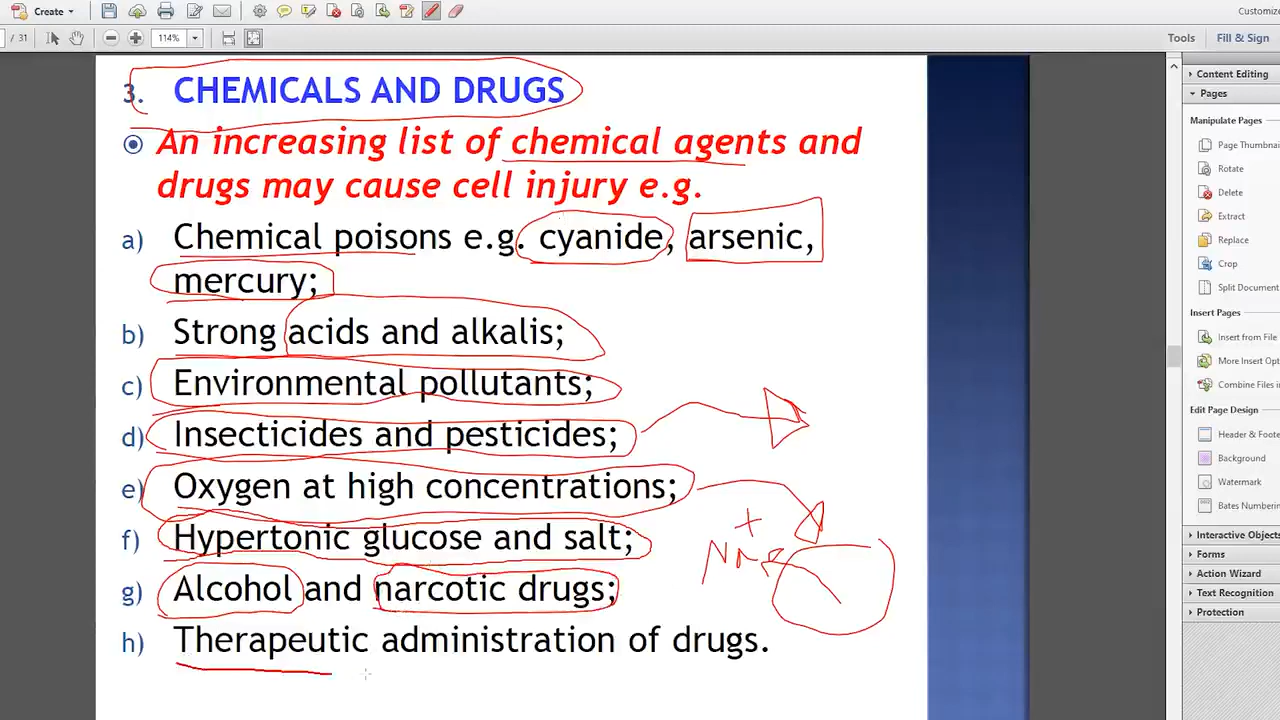 Create
Customize
/ 31
114%
Tools
Fill & Sign
3. CHEMICALS AND DRUGS
An increasing list of chemical agents and
drugs may cause cell injury e.g.
a) Chemical poisons e.g. cyanide, arsenic,
mercury;
b) Strong acids and alkalis;
c) Environmental pollutants;
d) Insecticides and pesticides;
e) Oxygen at high concentrations;
f) Hypertonic glucose and salt;
g) Alcohol and narcotic drugs;
h) Therapeutic administration of drugs.
+
Content Editing
Pages
Manipulate Pages
Page Thumbnai
Rotate
Delete
Extract
Replace
Crop
Split Document
Insert Pages
Insert from File
More Insert Opt
Combine Files in
Edit Page Design
Header & Foote
Background
Watermark
Bates Numbering
Interactive Objects
Forms
Action Wizard
Text Recognition
Protection